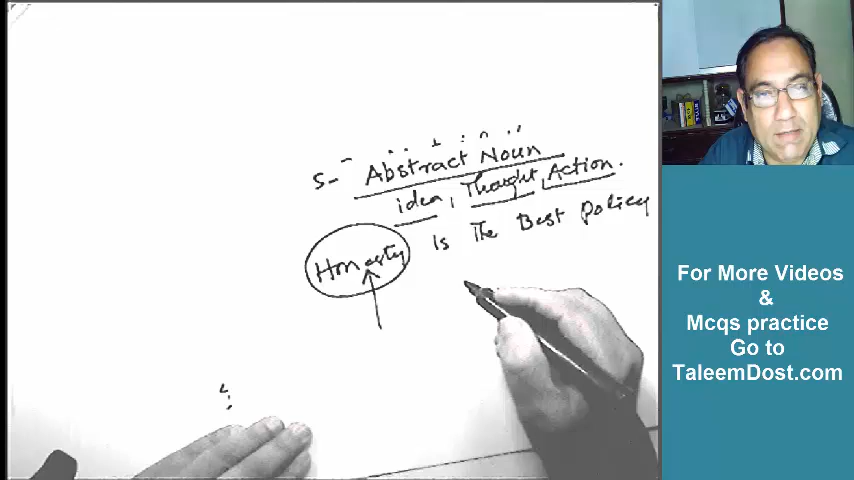 5- Abstract Noun
idea, Thought, Action.
Honesty Is The Best Policy
For More Videos
&
Mcqs practice
Go to
TaleemDost.com